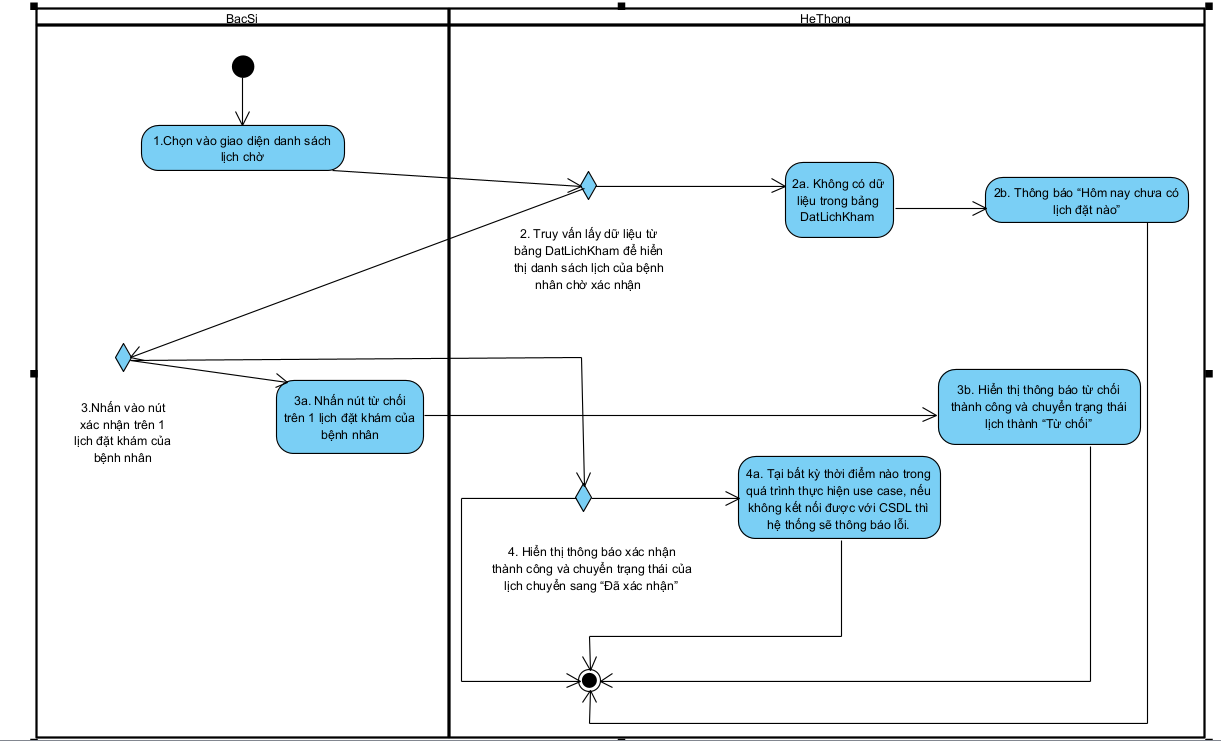 BacSi
HeThong
1.Chọn vào giao diện danh sách
lịch chờ
2a. Không có dữ
liệu trong bảng
DatLichKham
2b. Thông báo “Hôm nay chưa có
lịch đặt nào”
2. Truy vấn lấy dữ liệu từ
bảng DatLichKham để hiển
thị danh sách lịch của bệnh
nhân chờ xác nhận
3.Nhấn vào nút
xác nhận trên 1
lịch đặt khám của
bệnh nhân
3a. Nhấn nút từ chối
trên 1 lịch đặt khám của
bệnh nhân
3b. Hiển thị thông báo từ chối
thành công và chuyển trạng thái
lịch thành “Từ chối”
4a. Tại bất kỳ thời điểm nào trong
quá trình thực hiện use case, nếu
không kết nối được với CSDL thì
hệ thống sẽ thông báo lỗi.
4. Hiển thị thông báo xác nhận
thành công và chuyển trạng thái của
lịch chuyển sang “Đã xác nhận”